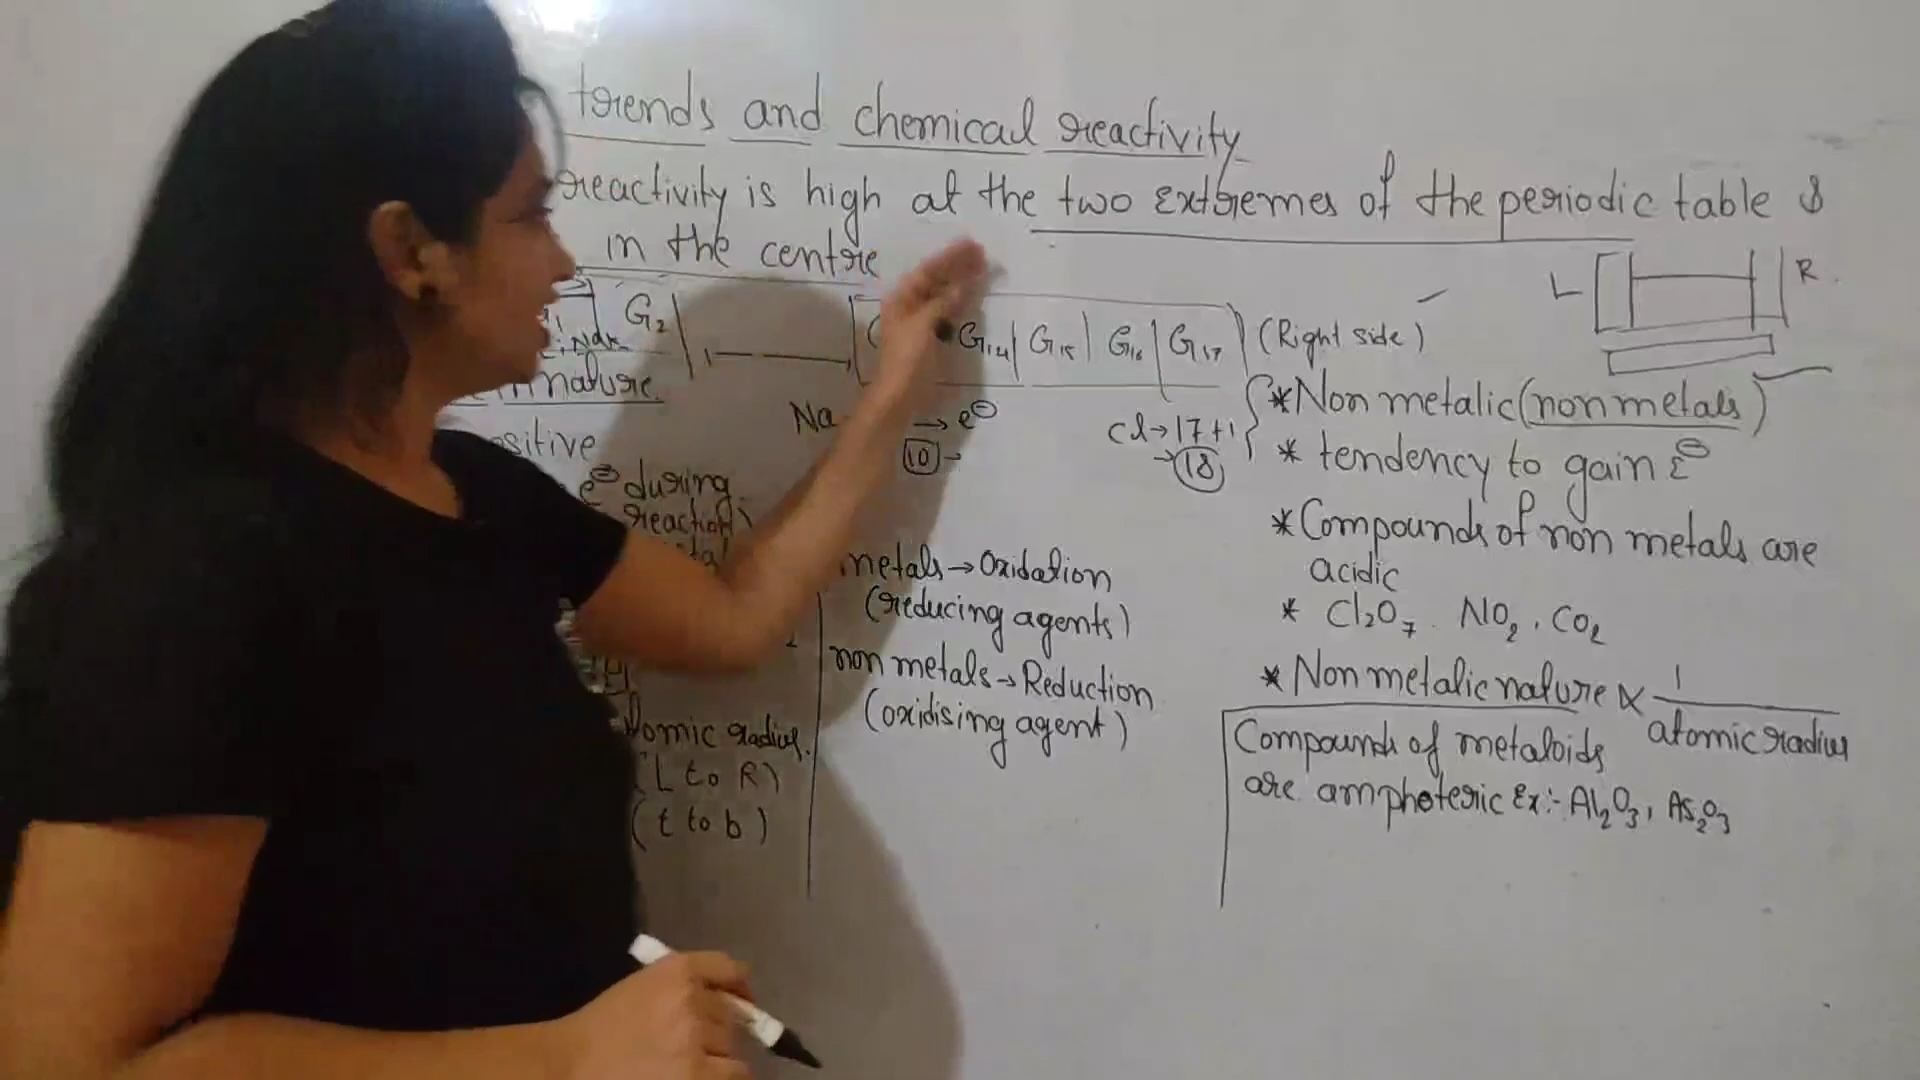 trends and chemical reactivity
reactivity is high at the two extremes of the periodic table &
in the centre
L R
G2 G14 G15 G16 G17 (Right side)
nature
sitive
e⊖ during
reaction
Na → e⊖
10 →
Cl → 17+1
→ 18
metals → Oxidation
(reducing agents)
non metals → Reduction
(oxidising agent)
atomic radius.
(L to R)
(t to b)
* Non metalic (non metals)
* tendency to gain e⊖
* Compounds of non metals are
acidic
* Cl2O7 . NO2 , CO2
* Non metalic nature ∝ 1/atomic radius
Compounds of metaloids
are amphoteric Ex:- Al2O3, As2O3